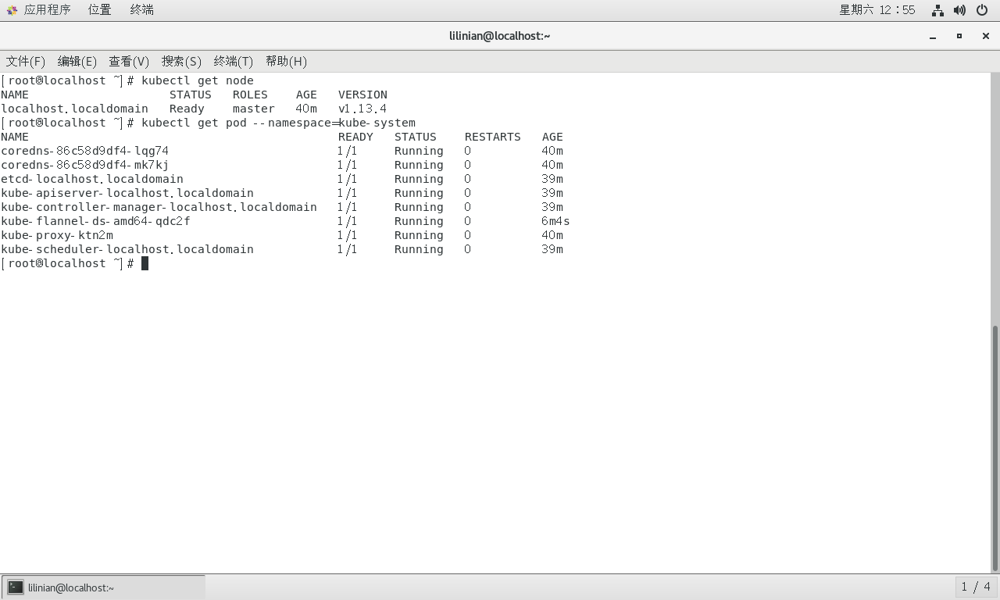 应用程序 位置 终端 星期六 12：55
lilinian@localhost:~
文件(F) 编辑(E) 查看(V) 搜索(S) 终端(T) 帮助(H)
[root@localhost ~]# kubectl get node
NAME STATUS ROLES AGE VERSION
localhost.localdomain Ready master 40m v1.13.4
[root@localhost ~]# kubectl get pod --namespace=kube-system
NAME READY STATUS RESTARTS AGE
coredns-86c58d9df4-lqg74 1/1 Running 0 40m
coredns-86c58d9df4-mk7kj 1/1 Running 0 40m
etcd-localhost.localdomain 1/1 Running 0 39m
kube-apiserver-localhost.localdomain 1/1 Running 0 39m
kube-controller-manager-localhost.localdomain 1/1 Running 0 39m
kube-flannel-ds-amd64-qdc2f 1/1 Running 0 6m4s
kube-proxy-ktn2m 1/1 Running 0 40m
kube-scheduler-localhost.localdomain 1/1 Running 0 39m
[root@localhost ~]#
lilinian@localhost:~ 1 / 4